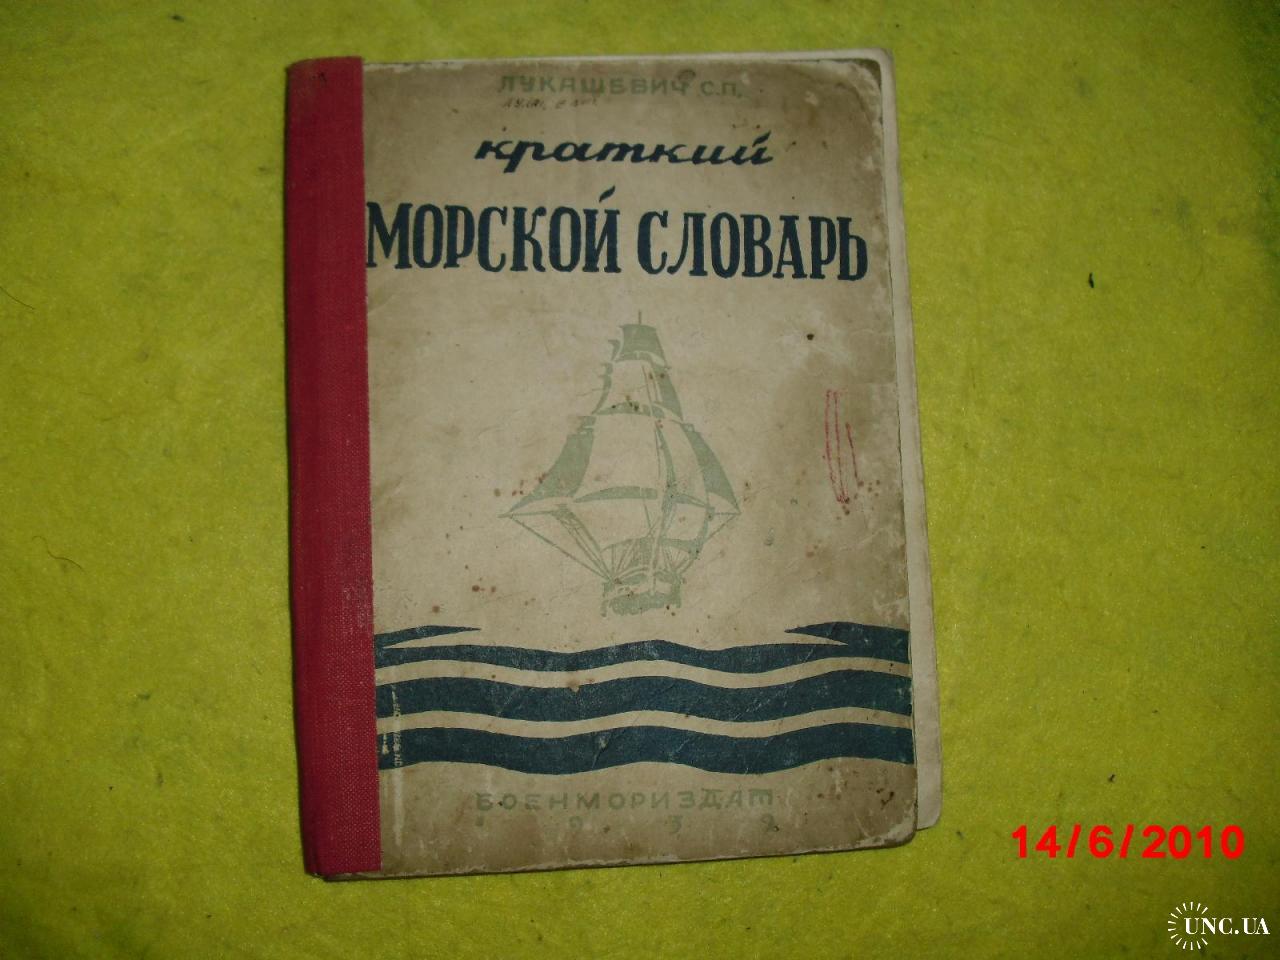 ЛУКАШЕВИЧ С.П.
краткий
МОРСКОЙ СЛОВАРЬ
ВОЕНМОРИЗДАТ
14/6/2010
UNC.UA